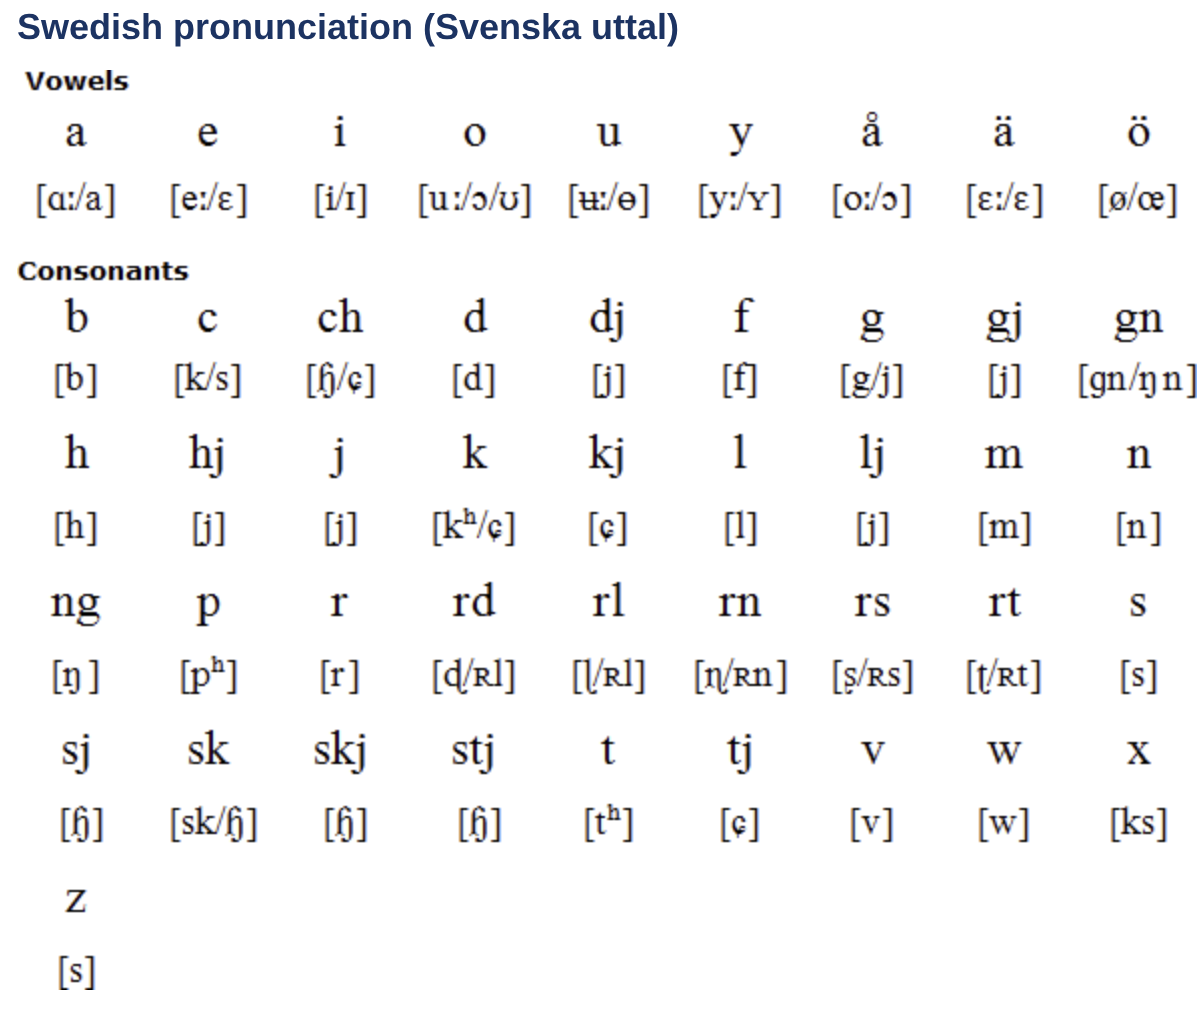 Swedish pronunciation (Svenska uttal)
Vowels
a e i o u y å ä ö
[ɑː/a] [eː/ɛ] [i/ɪ] [uː/ɔ/ʊ] [ʉː/ɵ] [yː/ʏ] [oː/ɔ] [ɛː/ɛ] [ø/œ]
Consonants
b c ch d dj f g gj gn
[b] [k/s] [ɧ/ɕ] [d] [j] [f] [g/j] [j] [ɡn/ŋn]
h hj j k kj l lj m n
[h] [j] [j] [kʰ/ɕ] [ɕ] [l] [j] [m] [n]
ng p r rd rl rn rs rt s
[ŋ] [pʰ] [r] [ɖ/ʀl] [ɭ/ʀl] [ɳ/ʀn] [ʂ/ʀs] [ʈ/ʀt] [s]
sj sk skj stj t tj v w x
[ɧ] [sk/ɧ] [ɧ] [ɧ] [tʰ] [ɕ] [v] [w] [ks]
z
[s]